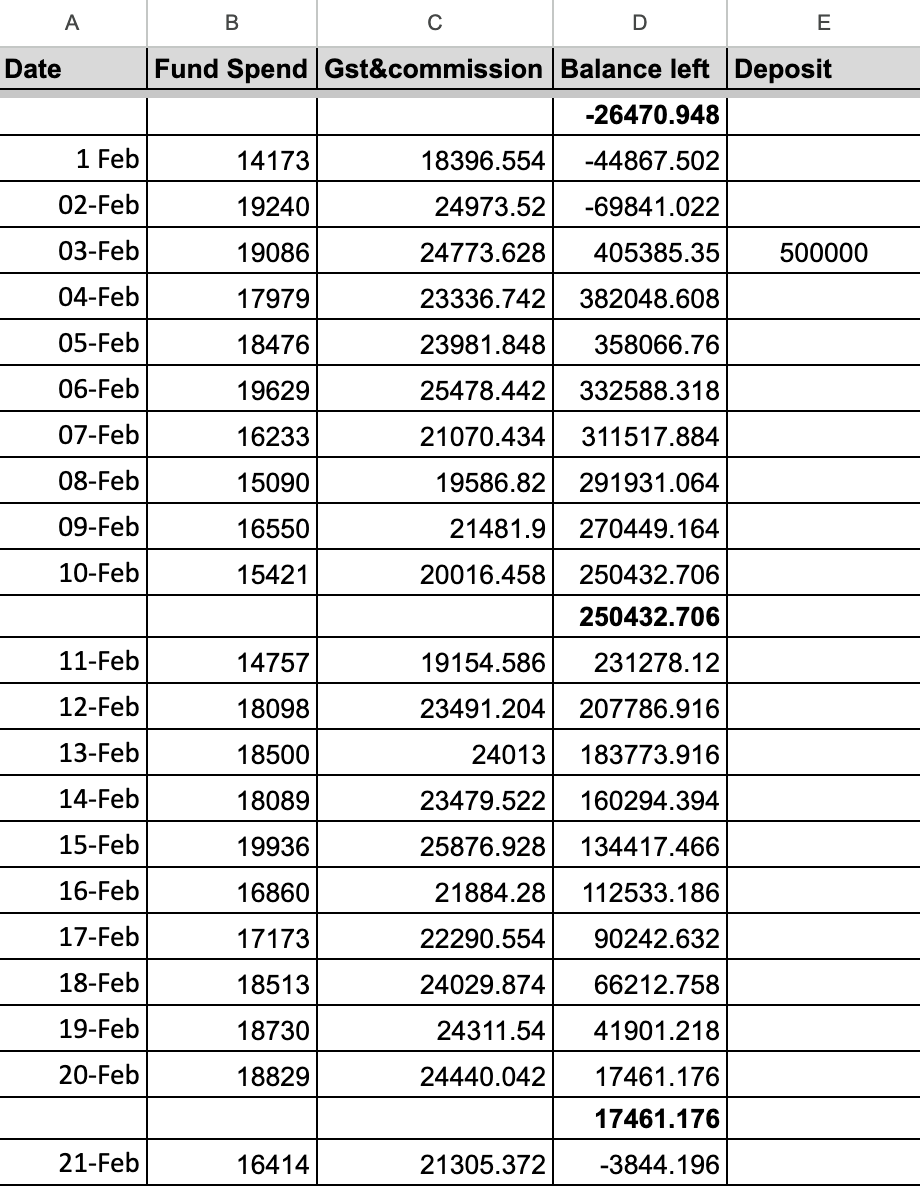 A B C D E
Date Fund Spend Gst&commission Balance left Deposit
-26470.948
1 Feb 14173 18396.554 -44867.502
02-Feb 19240 24973.52 -69841.022
03-Feb 19086 24773.628 405385.35 500000
04-Feb 17979 23336.742 382048.608
05-Feb 18476 23981.848 358066.76
06-Feb 19629 25478.442 332588.318
07-Feb 16233 21070.434 311517.884
08-Feb 15090 19586.82 291931.064
09-Feb 16550 21481.9 270449.164
10-Feb 15421 20016.458 250432.706
250432.706
11-Feb 14757 19154.586 231278.12
12-Feb 18098 23491.204 207786.916
13-Feb 18500 24013 183773.916
14-Feb 18089 23479.522 160294.394
15-Feb 19936 25876.928 134417.466
16-Feb 16860 21884.28 112533.186
17-Feb 17173 22290.554 90242.632
18-Feb 18513 24029.874 66212.758
19-Feb 18730 24311.54 41901.218
20-Feb 18829 24440.042 17461.176
17461.176
21-Feb 16414 21305.372 -3844.196